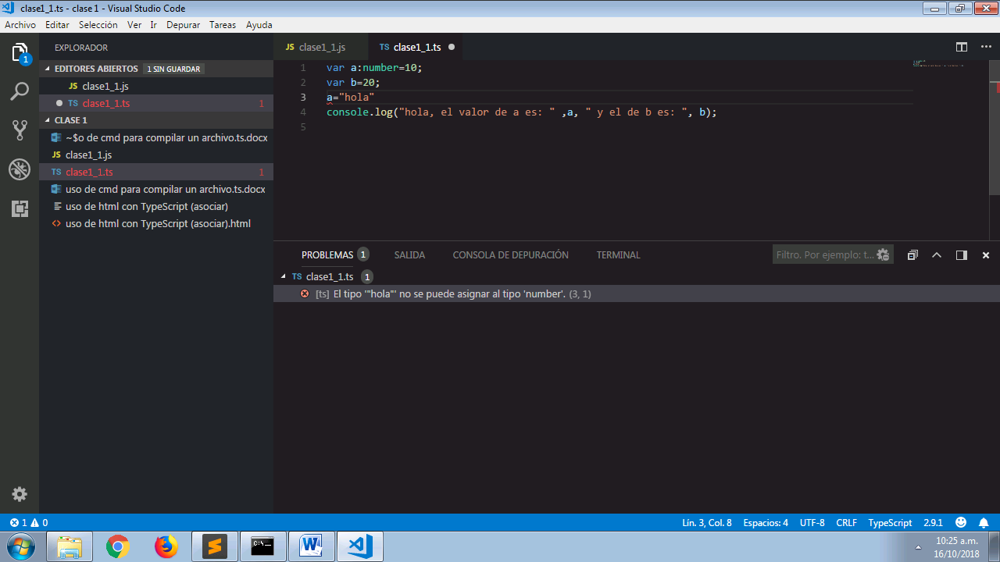 clase1_1.ts - clase 1 - Visual Studio Code
Archivo Editar Selección Ver Ir Depurar Tareas Ayuda
1
EXPLORADOR
EDITORES ABIERTOS 1 SIN GUARDAR
JS clase1_1.js
TS clase1_1.ts 1
CLASE 1
~$o de cmd para compilar un archivo.ts.docx
JS clase1_1.js
TS clase1_1.ts 1
uso de cmd para compilar un archivo.ts.docx
uso de html con TypeScript (asociar)
<> uso de html con TypeScript (asociar).html
JS clase1_1.js TS clase1_1.ts
1 var a:number=10;
2 var b=20;
3 a="hola"
4 console.log("hola, el valor de a es: " ,a, " y el de b es: ", b);
5
PROBLEMAS 1 SALIDA CONSOLA DE DEPURACIÓN TERMINAL Filtro. Por ejemplo: t...
TS clase1_1.ts 1
[ts] El tipo '"hola"' no se puede asignar al tipo 'number'. (3, 1)
1 0 Lín. 3, Col. 8 Espacios: 4 UTF-8 CRLF TypeScript 2.9.1
C:\. W
10:25 a.m.
16/10/2018